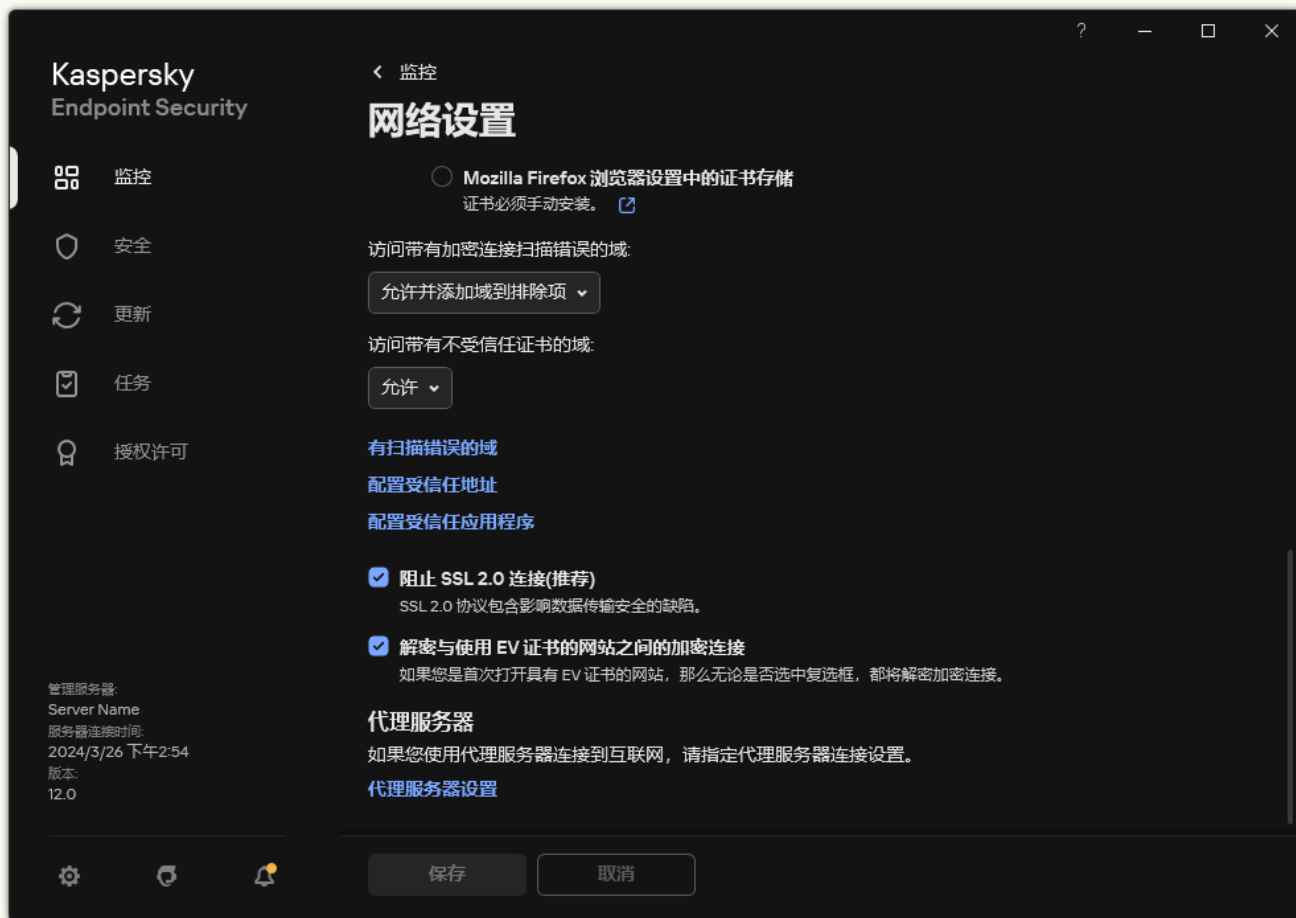 ?
Kaspersky
Endpoint Security
监控
安全
更新
任务
授权许可
管理服务器:
Server Name
服务器连接时间:
2024/3/26 下午2:54
版本:
12.0
监控
网络设置
Mozilla Firefox 浏览器设置中的证书存储
证书必须手动安装。
访问带有加密连接扫描错误的域:
允许并添加域到排除项
访问带有不受信任证书的域:
允许
有扫描错误的域
配置受信任地址
配置受信任应用程序
阻止 SSL 2.0 连接(推荐)
SSL 2.0 协议包含影响数据传输安全的缺陷。
解密与使用 EV 证书的网站之间的加密连接
如果您是首次打开具有 EV 证书的网站，那么无论是否选中复选框，都将解密加密连接。
代理服务器
如果您使用代理服务器连接到互联网，请指定代理服务器连接设置。
代理服务器设置
保存
取消